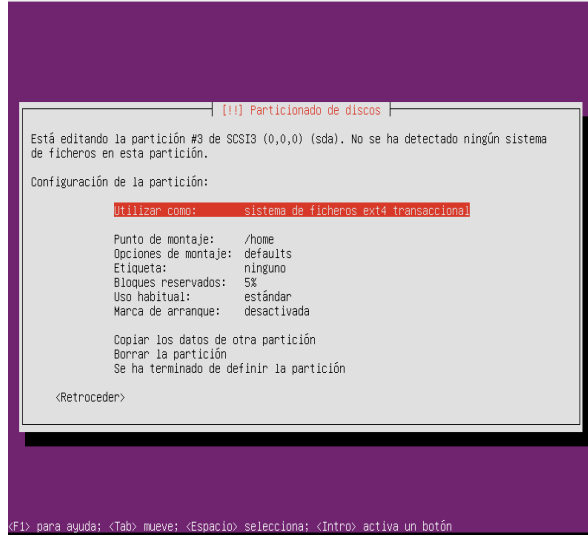 [!!] Particionado de discos
Está editando la partición #3 de SCSI3 (0,0,0) (sda). No se ha detectado ningún sistema
de ficheros en esta partición.
Configuración de la partición:
Utilizar como: sistema de ficheros ext4 transaccional
Punto de montaje: /home
Opciones de montaje: defaults
Etiqueta: ninguno
Bloques reservados: 5%
Uso habitual: estándar
Marca de arranque: desactivada
Copiar los datos de otra partición
Borrar la partición
Se ha terminado de definir la partición
<Retroceder>
<F1> para ayuda; <Tab> mueve; <Espacio> selecciona; <Intro> activa un botón